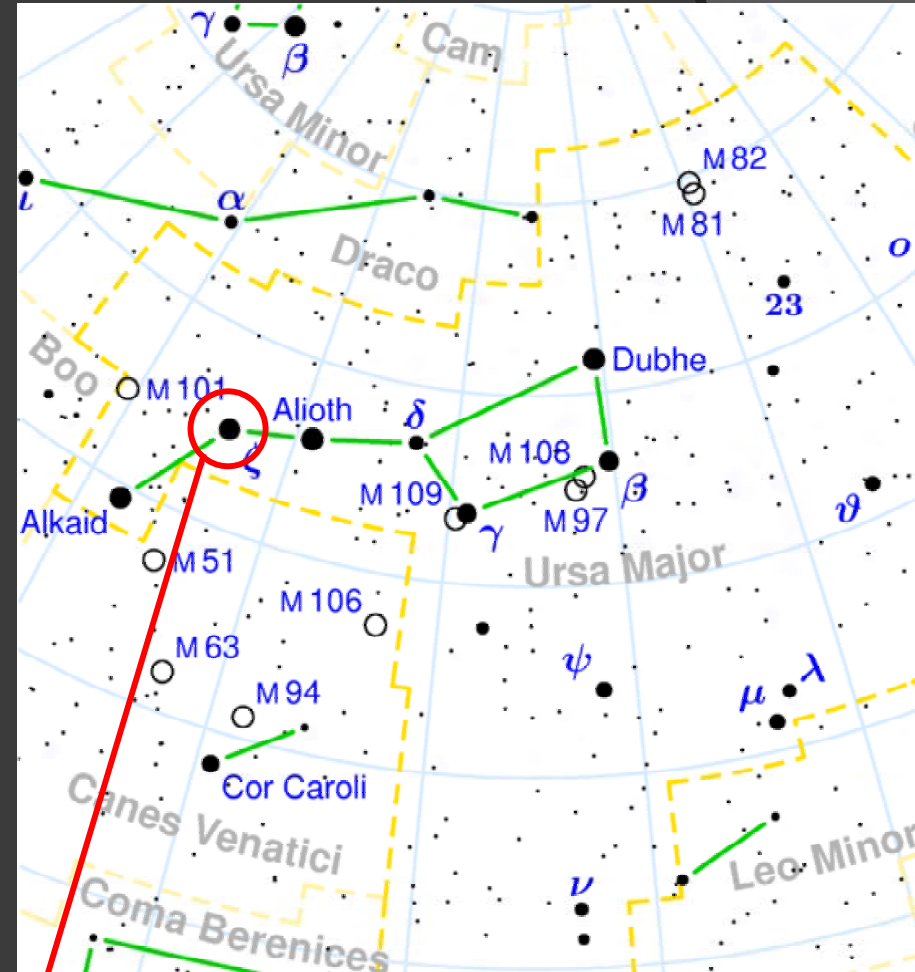 γ
β
Cam
Ursa Minor
M 82
M 81
ι
α
Draco
ο
23
Boo
M 101
Alioth
δ
Dubhe
ζ
M 108
M 109
β
Alkaid
γ
M 97
ϑ
Ursa Major
M 51
M 106
M 63
ψ
λ
M 94
μ
Cor Caroli
Canes Venatici
Leo Minor
ν
Coma Berenices